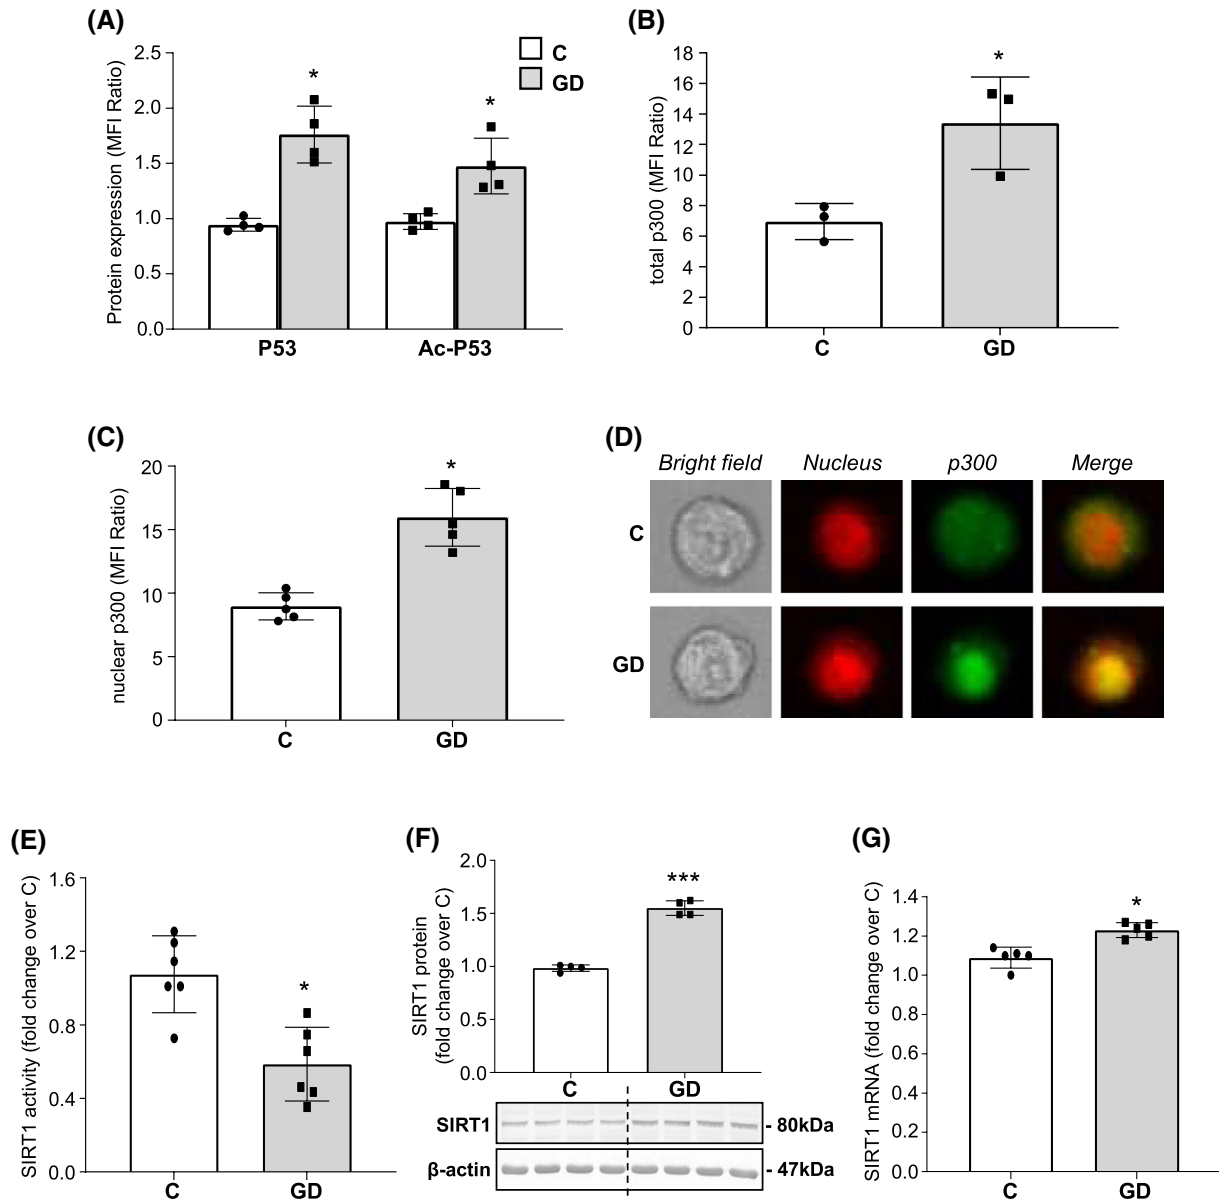 (A)
Protein expression (MFI Ratio)
2.5
2.0
1.5
1.0
0.5
0.0
*
*
C
GD
P53 Ac-P53
(B)
total p300 (MFI Ratio)
18
16
14
12
10
8
6
4
2
0
*
C GD
(C)
nuclear p300 (MFI Ratio)
20
15
10
5
0
*
C GD
(D)
Bright field Nucleus p300 Merge
C
GD
(E)
SIRT1 activity (fold change over C)
1.6
1.2
0.8
0.4
0.0
*
C GD
(F)
SIRT1 protein
(fold change over C)
2.0
1.5
1.0
0.5
0.0
***
C GD
SIRT1 - 80kDa
β-actin - 47kDa
(G)
SIRT1 mRNA (fold change over C)
1.4
1.2
1.0
0.8
0.6
0.4
0.2
0.0
*
C GD